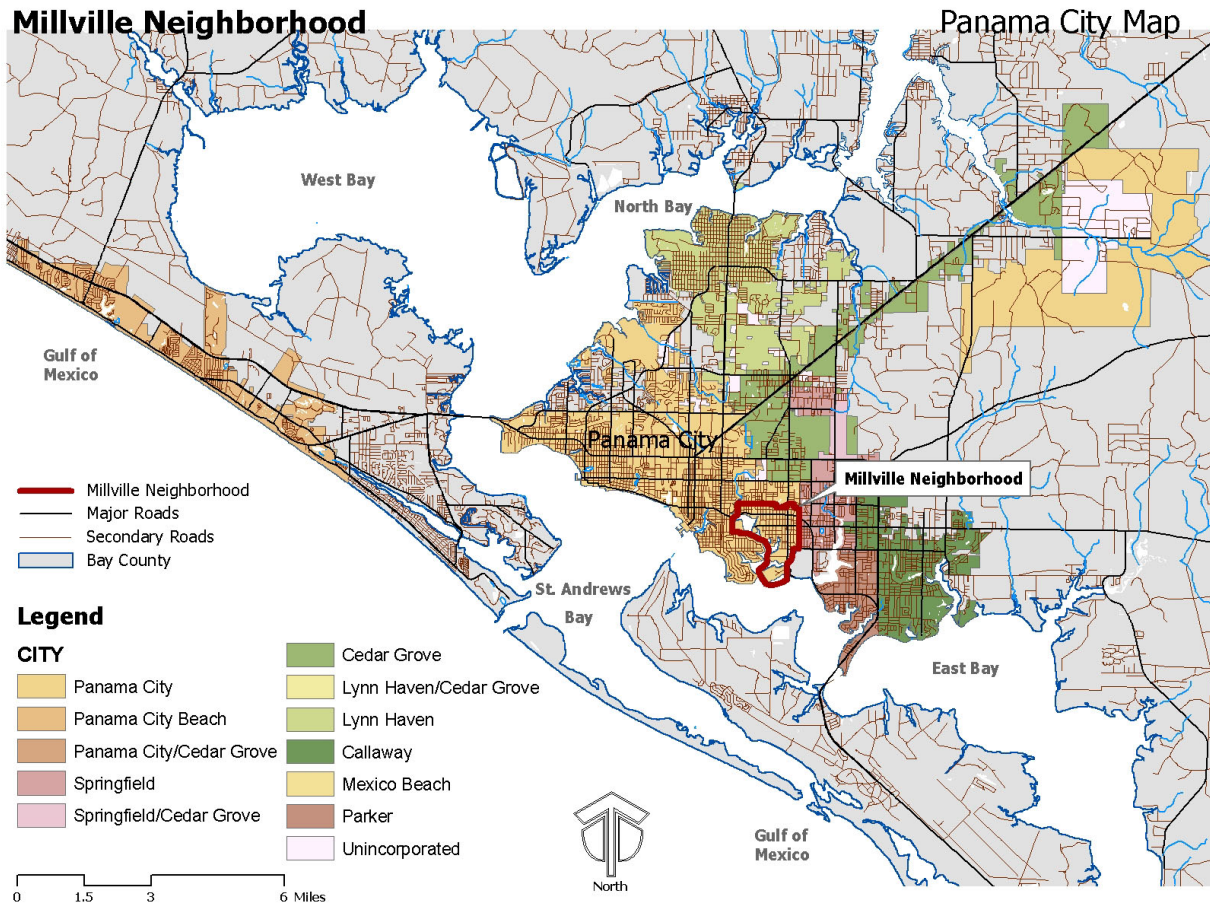 Millville Neighborhood
Panama City Map
West Bay
North Bay
Gulf of
Mexico
Panama City
Millville Neighborhood
St. Andrews
Bay
East Bay
Gulf of
Mexico
Millville Neighborhood
Major Roads
Secondary Roads
Bay County
Legend
CITY
Panama City
Panama City Beach
Panama City/Cedar Grove
Springfield
Springfield/Cedar Grove
Cedar Grove
Lynn Haven/Cedar Grove
Lynn Haven
Callaway
Mexico Beach
Parker
Unincorporated
North
0 1.5 3 6 Miles